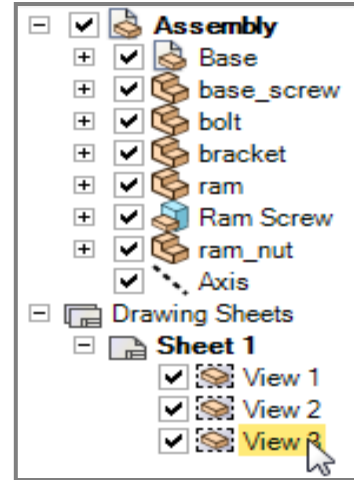 Assembly
Base
base_screw
bolt
bracket
ram
Ram Screw
ram_nut
Axis
Drawing Sheets
Sheet 1
View 1
View 2
View 3